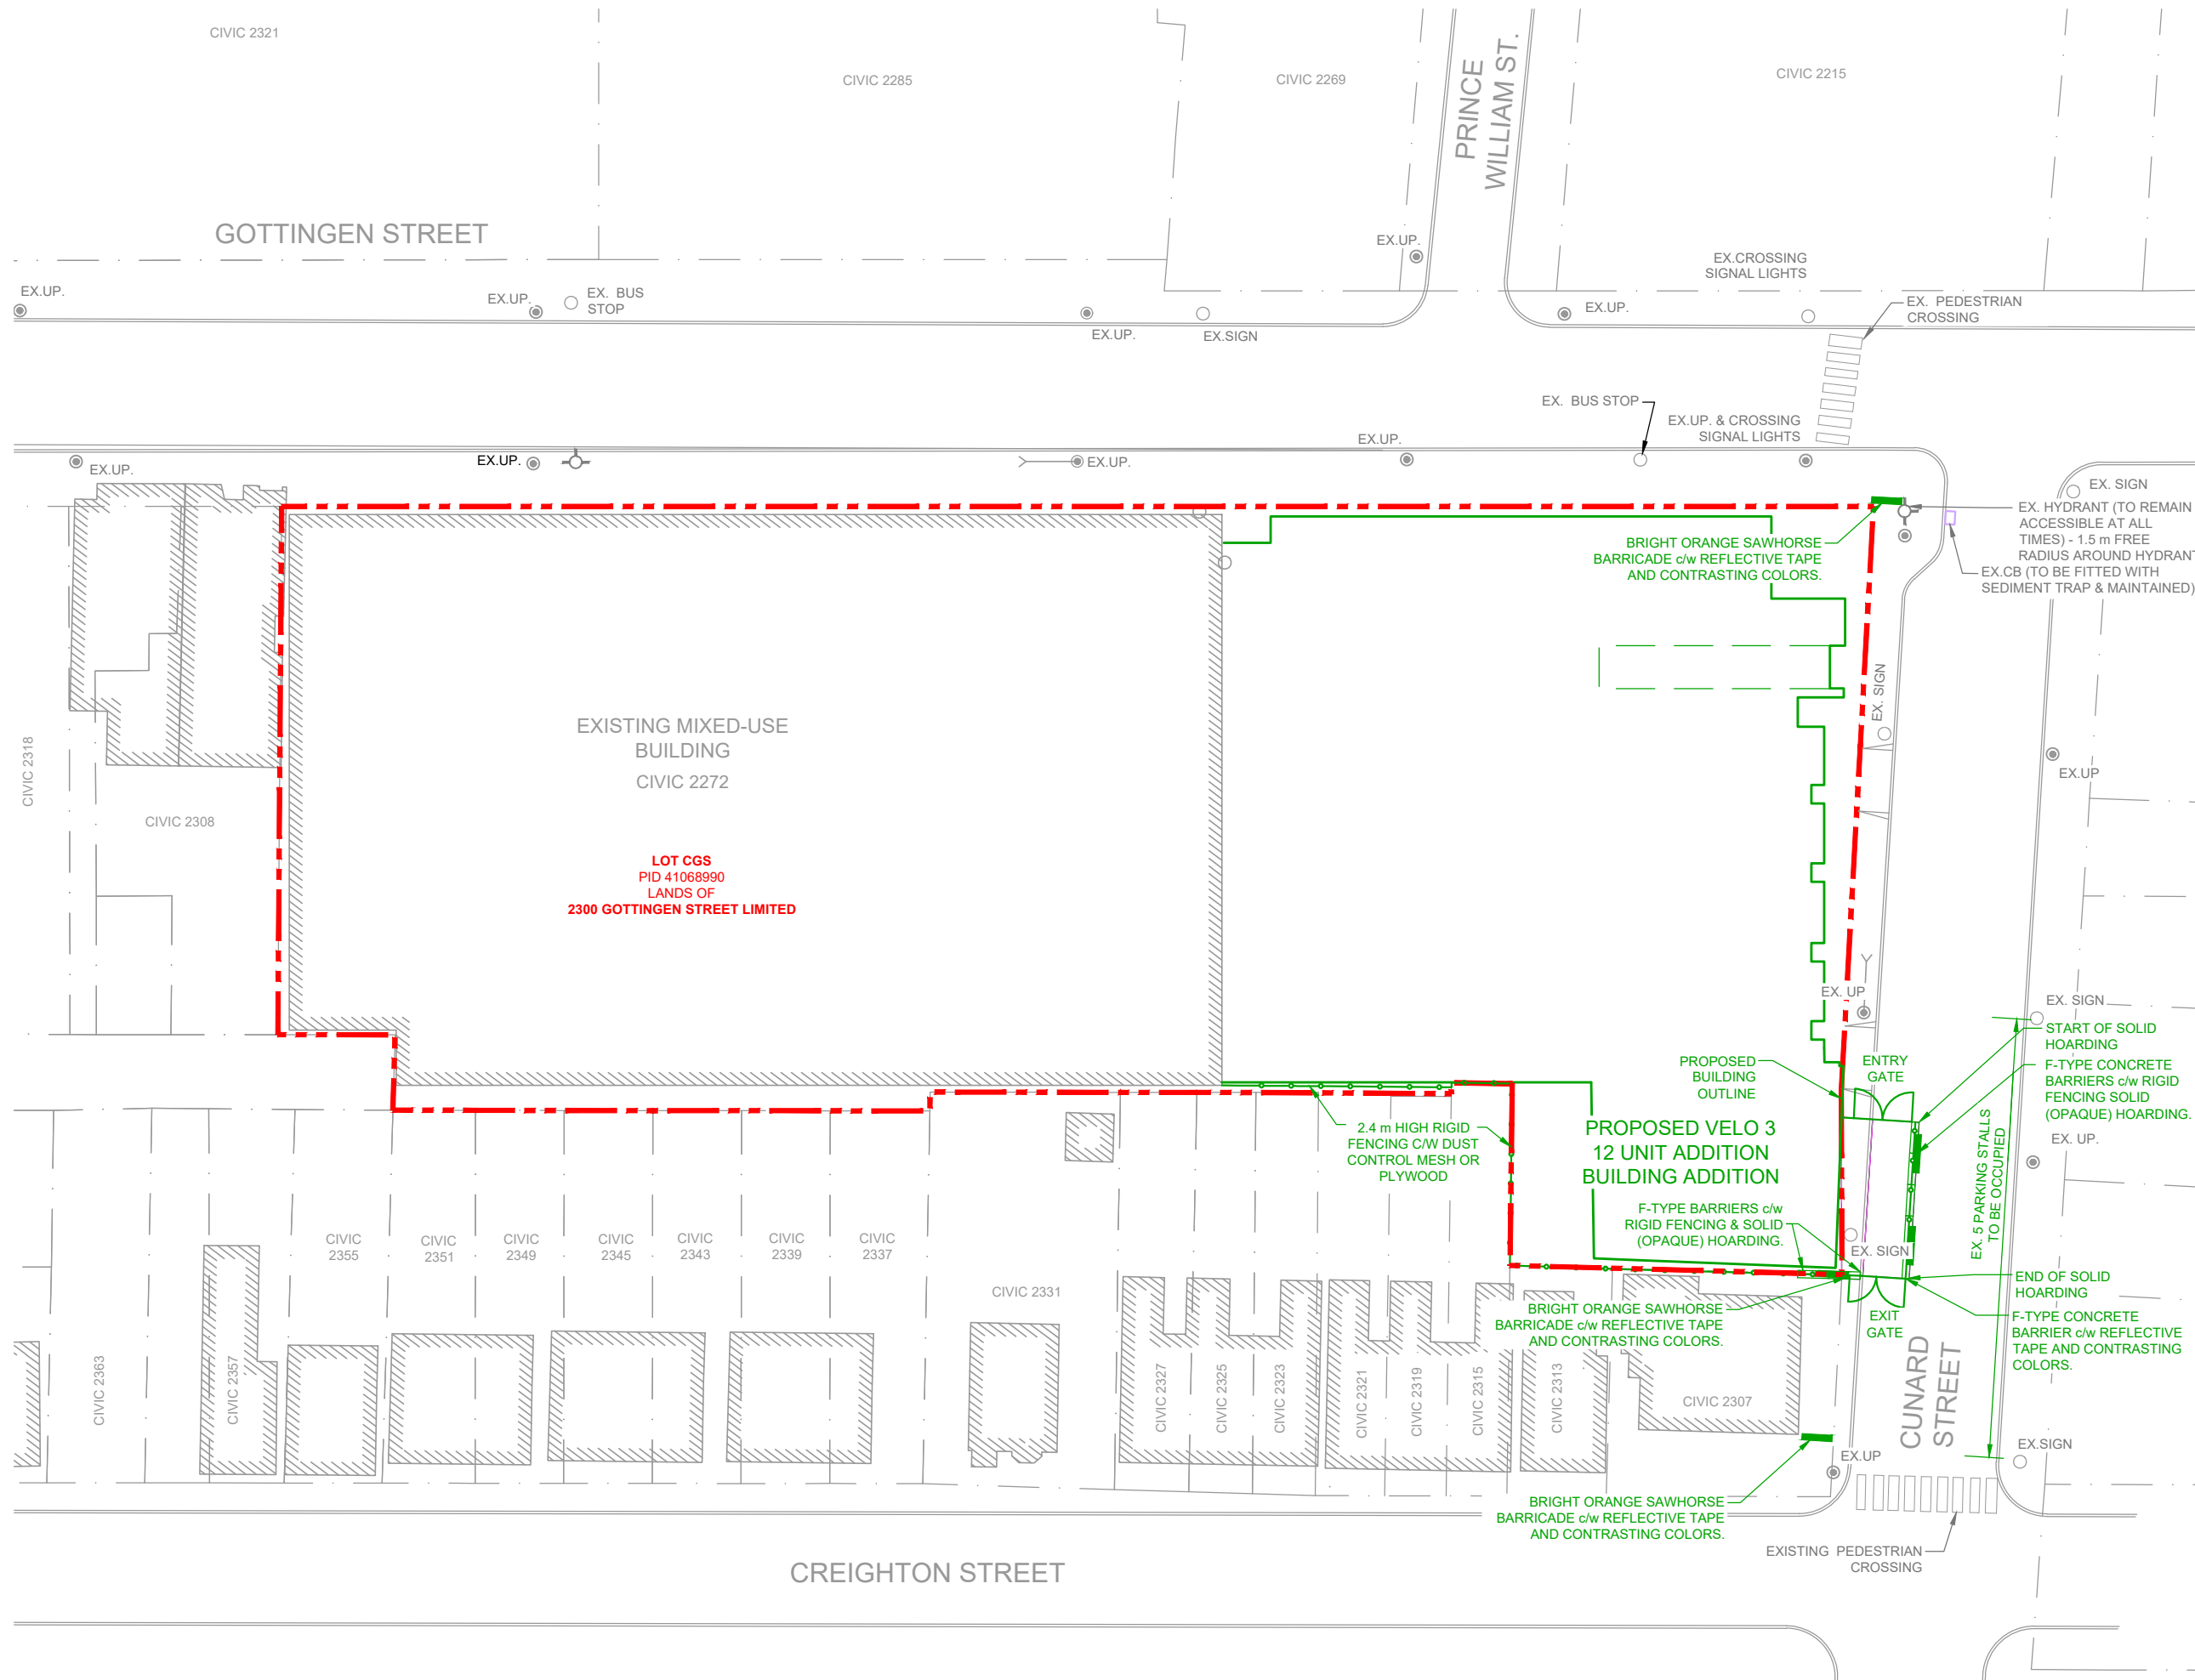 CIVIC 2321
CIVIC 2285
CIVIC 2269
CIVIC 2215
PRINCE
WILLIAM ST.
GOTTINGEN STREET
EX.UP.
EX.UP.
EX. BUS
STOP
EX.UP.
EX.SIGN
EX.UP.
EX.UP.
EX.CROSSING
SIGNAL LIGHTS
EX. PEDESTRIAN
CROSSING
EX. BUS STOP
EX.UP. & CROSSING
SIGNAL LIGHTS
EX.UP.
EX.UP.
EX.UP.
EX.UP.
EX. SIGN
EX. HYDRANT (TO REMAIN
ACCESSIBLE AT ALL
TIMES) - 1.5 m FREE
RADIUS AROUND HYDRANT
EX.CB (TO BE FITTED WITH
SEDIMENT TRAP & MAINTAINED)
BRIGHT ORANGE SAWHORSE
BARRICADE c/w REFLECTIVE TAPE
AND CONTRASTING COLORS.
EX. SIGN
EX.UP
EXISTING MIXED-USE
BUILDING
CIVIC 2272
CIVIC 2318
CIVIC 2308
LOT CGS
PID 41068990
LANDS OF
2300 GOTTINGEN STREET LIMITED
EX. UP
EX. SIGN
START OF SOLID
HOARDING
PROPOSED
BUILDING
OUTLINE
ENTRY
GATE
F-TYPE CONCRETE
BARRIERS c/w RIGID
FENCING SOLID
(OPAQUE) HOARDING.
EX. UP.
EX. 5 PARKING STALLS
TO BE OCCUPIED
2.4 m HIGH RIGID
FENCING C/W DUST
CONTROL MESH OR
PLYWOOD
PROPOSED VELO 3
12 UNIT ADDITION
BUILDING ADDITION
F-TYPE BARRIERS c/w
RIGID FENCING & SOLID
(OPAQUE) HOARDING.
EX. SIGN
END OF SOLID
HOARDING
F-TYPE CONCRETE
BARRIER c/w REFLECTIVE
TAPE AND CONTRASTING
COLORS.
EXIT
GATE
BRIGHT ORANGE SAWHORSE
BARRICADE c/w REFLECTIVE TAPE
AND CONTRASTING COLORS.
CIVIC
2355
CIVIC
2351
CIVIC
2349
CIVIC
2345
CIVIC
2343
CIVIC
2339
CIVIC
2337
CIVIC 2331
CIVIC 2363
CIVIC 2357
CIVIC 2327
CIVIC 2325
CIVIC 2323
CIVIC 2321
CIVIC 2319
CIVIC 2315
CIVIC 2313
CIVIC 2307
CUNARD
STREET
EX.UP
EX.SIGN
BRIGHT ORANGE SAWHORSE
BARRICADE c/w REFLECTIVE TAPE
AND CONTRASTING COLORS.
EXISTING PEDESTRIAN
CROSSING
CREIGHTON STREET